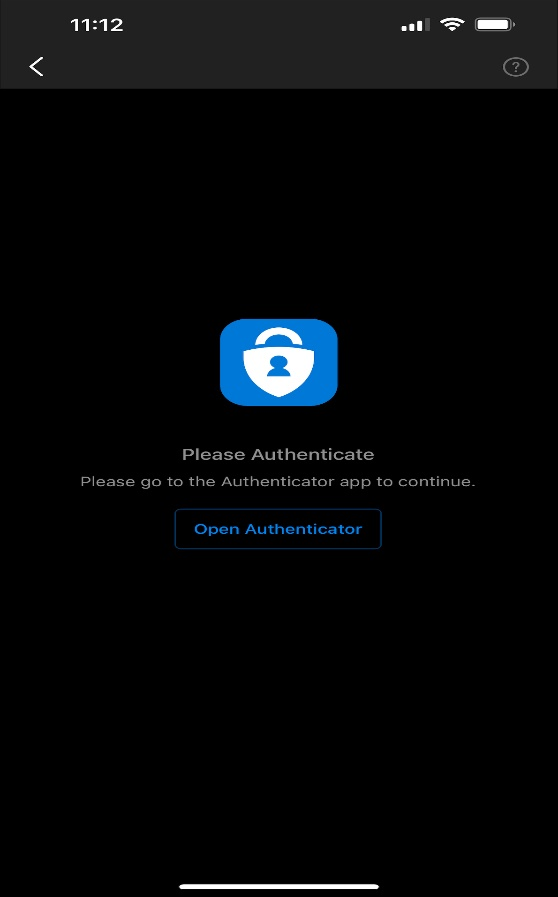 11:12
?
Please Authenticate
Please go to the Authenticator app to continue.
Open Authenticator